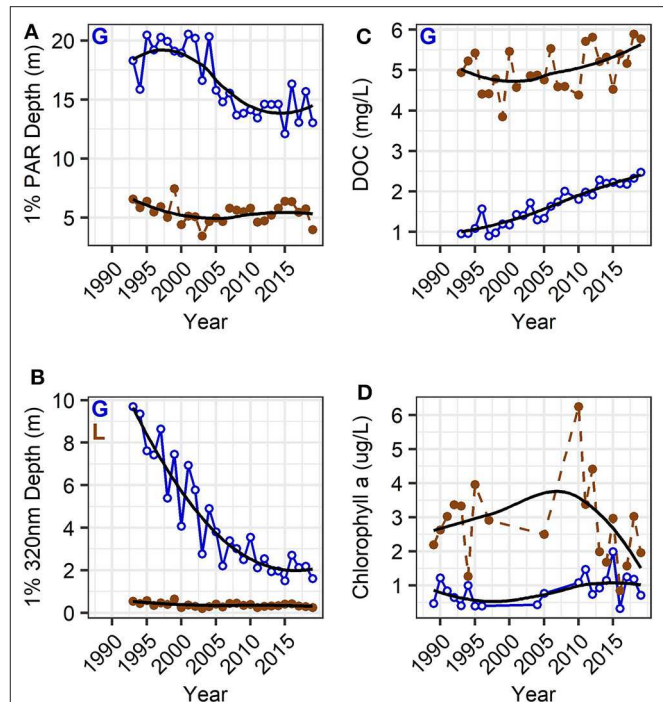 A
G
1% PAR Depth (m)
20
15
10
5
1990
1995
2000
2005
2010
2015
Year
C
G
DOC (mg/L)
6
5
4
3
2
1
1990
1995
2000
2005
2010
2015
Year
B
G
L
1% 320nm Depth (m)
10
8
6
4
2
0
1990
1995
2000
2005
2010
2015
Year
D
Chlorophyll a (ug/L)
6
5
4
3
2
1
1990
1995
2000
2005
2010
2015
Year